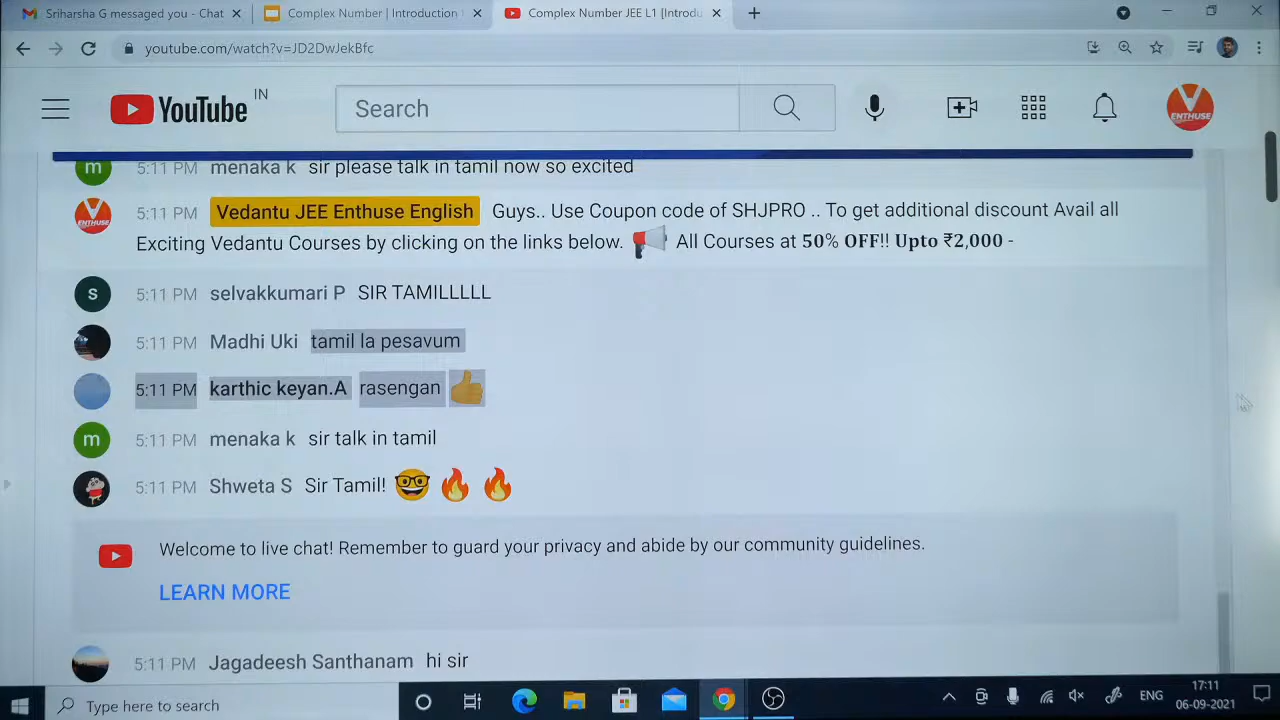 Sriharsha G messaged you - Chat
Complex Number | Introduction
Complex Number JEE L1 [Introdu
youtube.com/watch?v=JD2DwJekBfc
YouTube IN
Search
ENTHUSE
m 5:11 PM menaka k sir please talk in tamil now so excited
ENTHUSE 5:11 PM Vedantu JEE Enthuse English Guys.. Use Coupon code of SHJPRO .. To get additional discount Avail all
Exciting Vedantu Courses by clicking on the links below. All Courses at 50% OFF!! Upto ₹2,000 -
s 5:11 PM selvakkumari P SIR TAMILLLLL
5:11 PM Madhi Uki tamil la pesavum
5:11 PM karthic keyan.A rasengan 👍
m 5:11 PM menaka k sir talk in tamil
5:11 PM Shweta S Sir Tamil! 🤓 🔥 🔥
Welcome to live chat! Remember to guard your privacy and abide by our community guidelines.
LEARN MORE
5:11 PM Jagadeesh Santhanam hi sir
Type here to search
ENG
17:11
06-09-2021